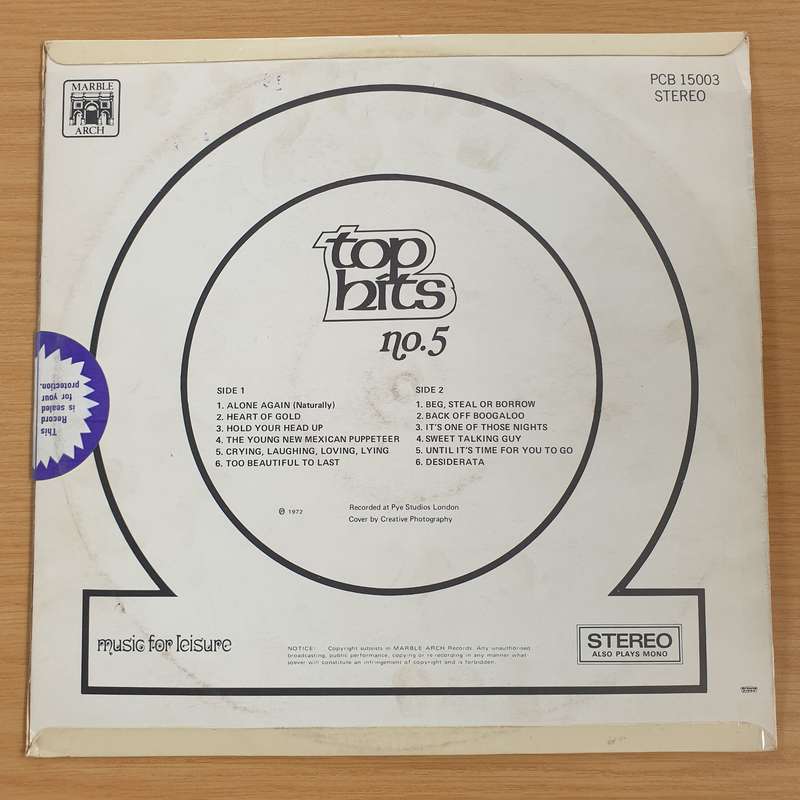 MARBLE
ARCH
PCB 15003
STEREO
top
hits
no.5
This
Record
is sealed
for your
protection.
SIDE 1
1. ALONE AGAIN (Naturally)
2. HEART OF GOLD
3. HOLD YOUR HEAD UP
4. THE YOUNG NEW MEXICAN PUPPETEER
5. CRYING, LAUGHING, LOVING, LYING
6. TOO BEAUTIFUL TO LAST
SIDE 2
1. BEG, STEAL OR BORROW
2. BACK OFF BOOGALOO
3. IT'S ONE OF THOSE NIGHTS
4. SWEET TALKING GUY
5. UNTIL IT'S TIME FOR YOU TO GO
6. DESIDERATA
℗ 1972
Recorded at Pye Studios London
Cover by Creative Photography
music for leisure
NOTICE: Copyright subsists in MARBLE ARCH Records. Any unauthorised
broadcasting, public performance, copying or re recording in any manner what-
soever will constitute an infringement of copyright and is forbidden.
STEREO
ALSO PLAYS MONO